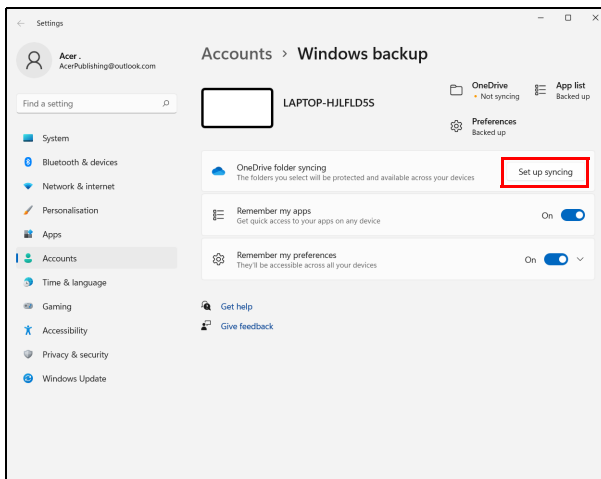 Settings
Acer .
AcerPublishing@outlook.com
Find a setting
System
Bluetooth & devices
Network & internet
Personalisation
Apps
Accounts
Time & language
Gaming
Accessibility
Privacy & security
Windows Update
Accounts > Windows backup
LAPTOP-HJLFLD5S
OneDrive
• Not syncing
App list
Backed up
Preferences
Backed up
OneDrive folder syncing
The folders you select will be protected and available across your devices
Set up syncing
Remember my apps
Get quick access to your apps on any device
On
Remember my preferences
They'll be accessible across all your devices
On
Get help
Give feedback